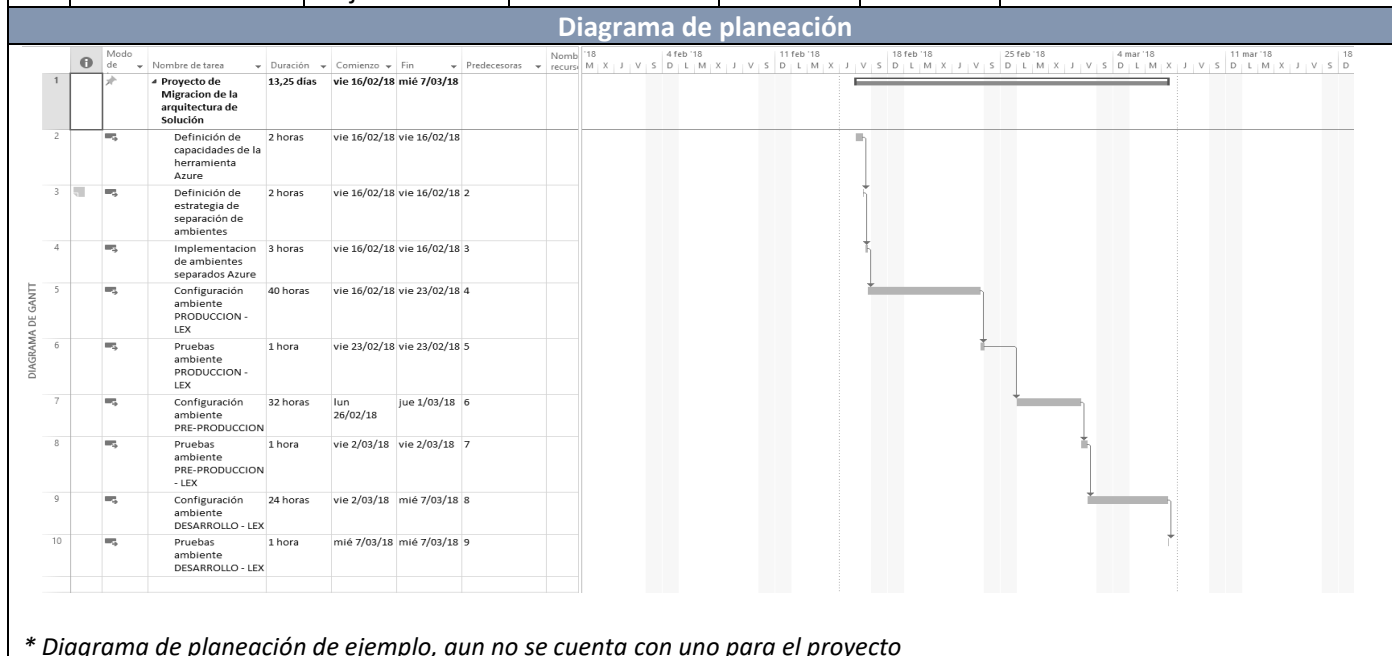 Diagrama de planeación
Modo de Nombre de tarea Duración Comienzo Fin Predecesoras Nomb recurs
'18 4 feb '18 11 feb '18 18 feb '18 25 feb '18 4 mar '18 11 mar '18 18
M X J V S D L M X J V S D L M X J V S D L M X J V S D L M X J V S D L M X J V S D L M X J V S D
DIAGRAMA DE GANTT
1 Proyecto de 13,25 días vie 16/02/18 mié 7/03/18
Migracion de la
arquitectura de
Solución
2 Definición de 2 horas vie 16/02/18 vie 16/02/18
capacidades de la
herramienta
Azure
3 Definición de 2 horas vie 16/02/18 vie 16/02/18 2
estrategia de
separación de
ambientes
4 Implementacion 3 horas vie 16/02/18 vie 16/02/18 3
de ambientes
separados Azure
5 Configuración 40 horas vie 16/02/18 vie 23/02/18 4
ambiente
PRODUCCION -
LEX
6 Pruebas 1 hora vie 23/02/18 vie 23/02/18 5
ambiente
PRODUCCION -
LEX
7 Configuración 32 horas lun 26/02/18 jue 1/03/18 6
ambiente
PRE-PRODUCCION
8 Pruebas 1 hora vie 2/03/18 vie 2/03/18 7
ambiente
PRE-PRODUCCION
- LEX
9 Configuración 24 horas vie 2/03/18 mié 7/03/18 8
ambiente
DESARROLLO - LEX
10 Pruebas 1 hora mié 7/03/18 mié 7/03/18 9
ambiente
DESARROLLO - LEX
* Diagrama de planeación de ejemplo, aun no se cuenta con uno para el proyecto